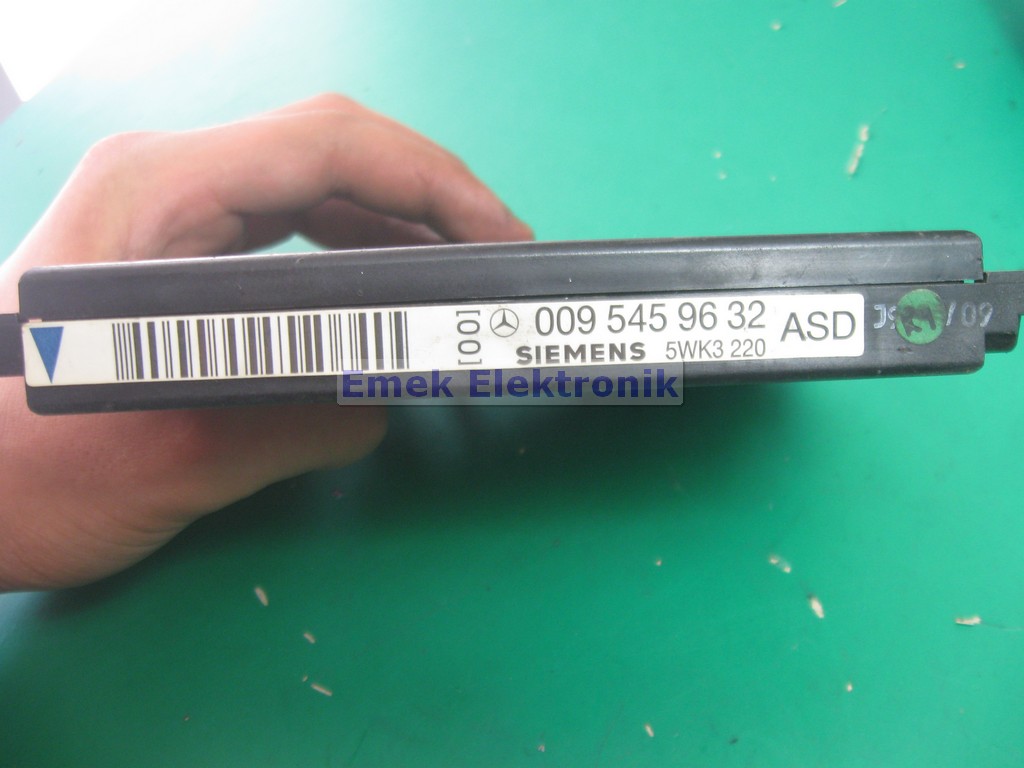 [00] 009 545 96 32 ASD
SIEMENS 5WK3 220
Emek Elektronik